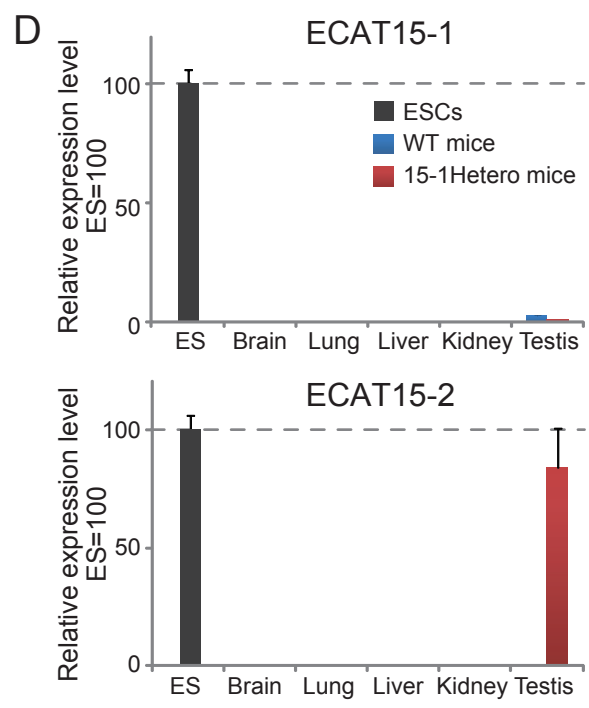 D
ECAT15-1
Relative expression level
ES=100
100
50
0
ESCs
WT mice
15-1Hetero mice
ES Brain Lung Liver Kidney Testis
ECAT15-2
Relative expression level
ES=100
100
50
0
ES Brain Lung Liver Kidney Testis